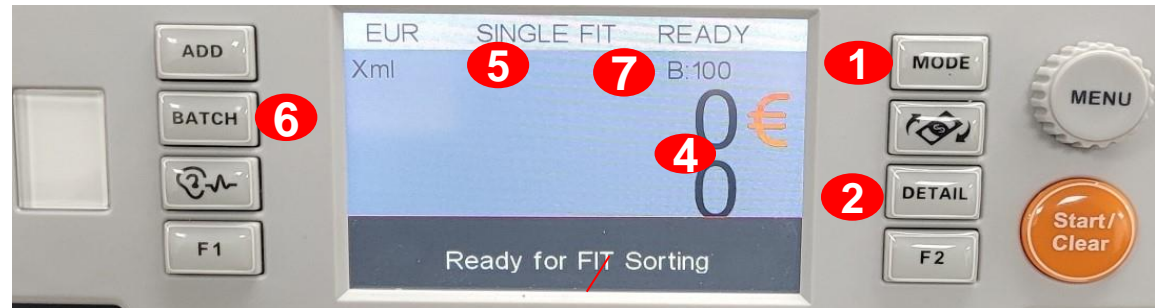 ADD
BATCH
6
F1
EUR SINGLE FIT READY
Xml
5
7
B:100
0€
4
0
Ready for FIT Sorting
1
MODE
2
DETAIL
F2
MENU
Start/
Clear